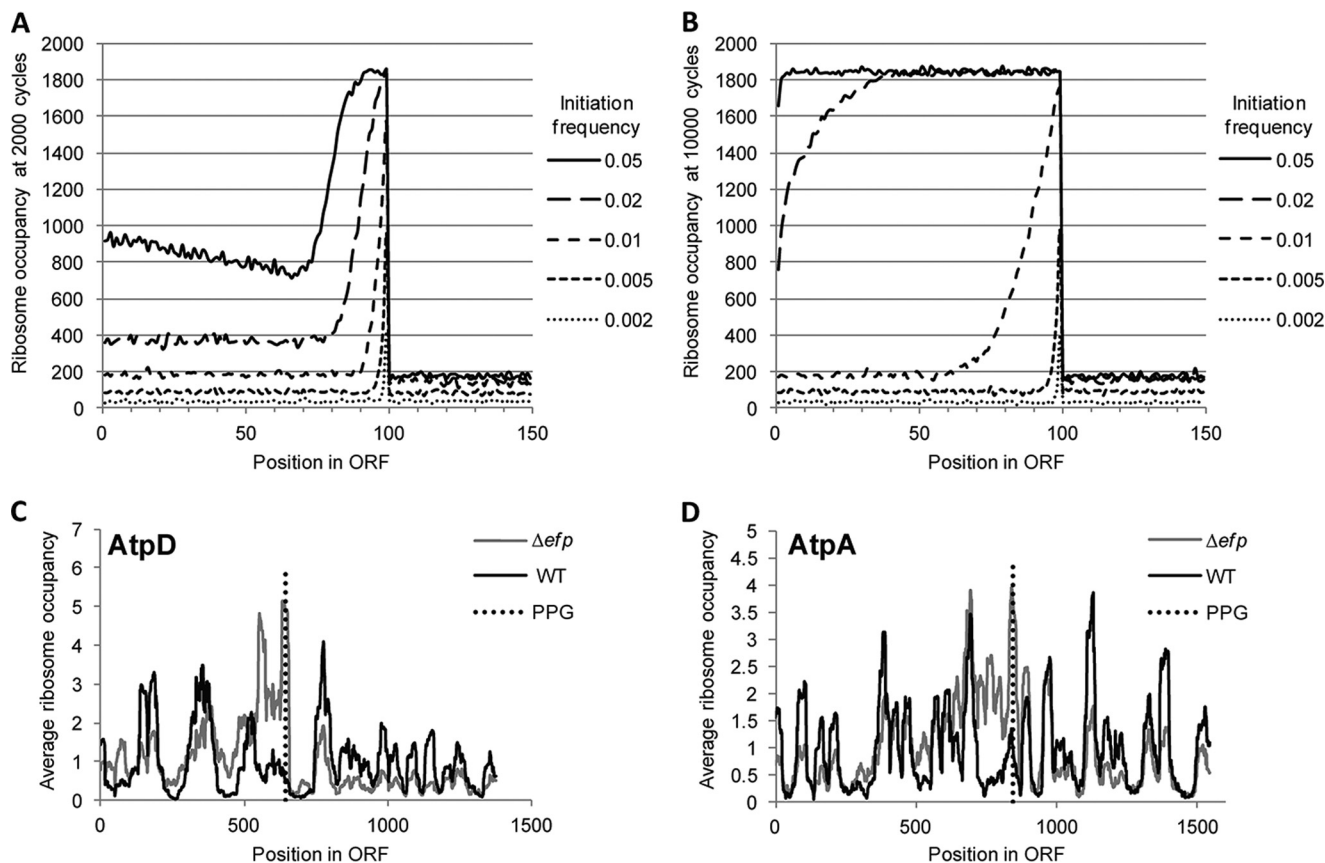 A
Ribosome occupancy at 2000 cycles
2000
1800
1600
1400
1200
1000
800
600
400
200
0
0 50 100 150
Position in ORF
Initiation
frequency
0.05
0.02
0.01
0.005
0.002
B
Ribosome occupancy at 10000 cycles
2000
1800
1600
1400
1200
1000
800
600
400
200
0
0 50 100 150
Position in ORF
Initiation
frequency
0.05
0.02
0.01
0.005
0.002
C
AtpD
Average ribosome occupancy
7
6
5
4
3
2
1
0
0 500 1000 1500
Position in ORF
Δefp
WT
PPG
D
AtpA
Average ribosome occupancy
5
4.5
4
3.5
3
2.5
2
1.5
1
0.5
0
0 500 1000 1500
Position in ORF
Δefp
WT
PPG